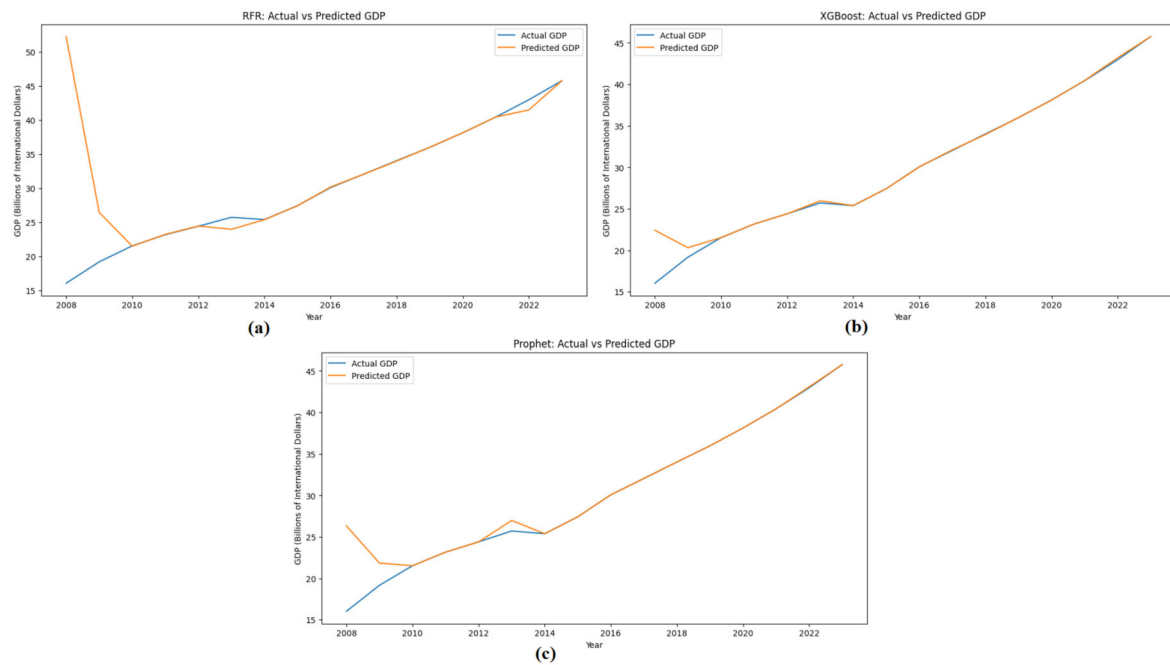 RFR: Actual vs Predicted GDP
Actual GDP
Predicted GDP
GDP (Billions of International Dollars)
50
45
40
35
30
25
20
15
2008 2010 2012 2014 2016 2018 2020 2022
Year
(a)
XGBoost: Actual vs Predicted GDP
Actual GDP
Predicted GDP
GDP (Billions of International Dollars)
45
40
35
30
25
20
15
2008 2010 2012 2014 2016 2018 2020 2022
Year
(b)
Prophet: Actual vs Predicted GDP
Actual GDP
Predicted GDP
GDP (Billions of International Dollars)
45
40
35
30
25
20
15
2008 2010 2012 2014 2016 2018 2020 2022
Year
(c)